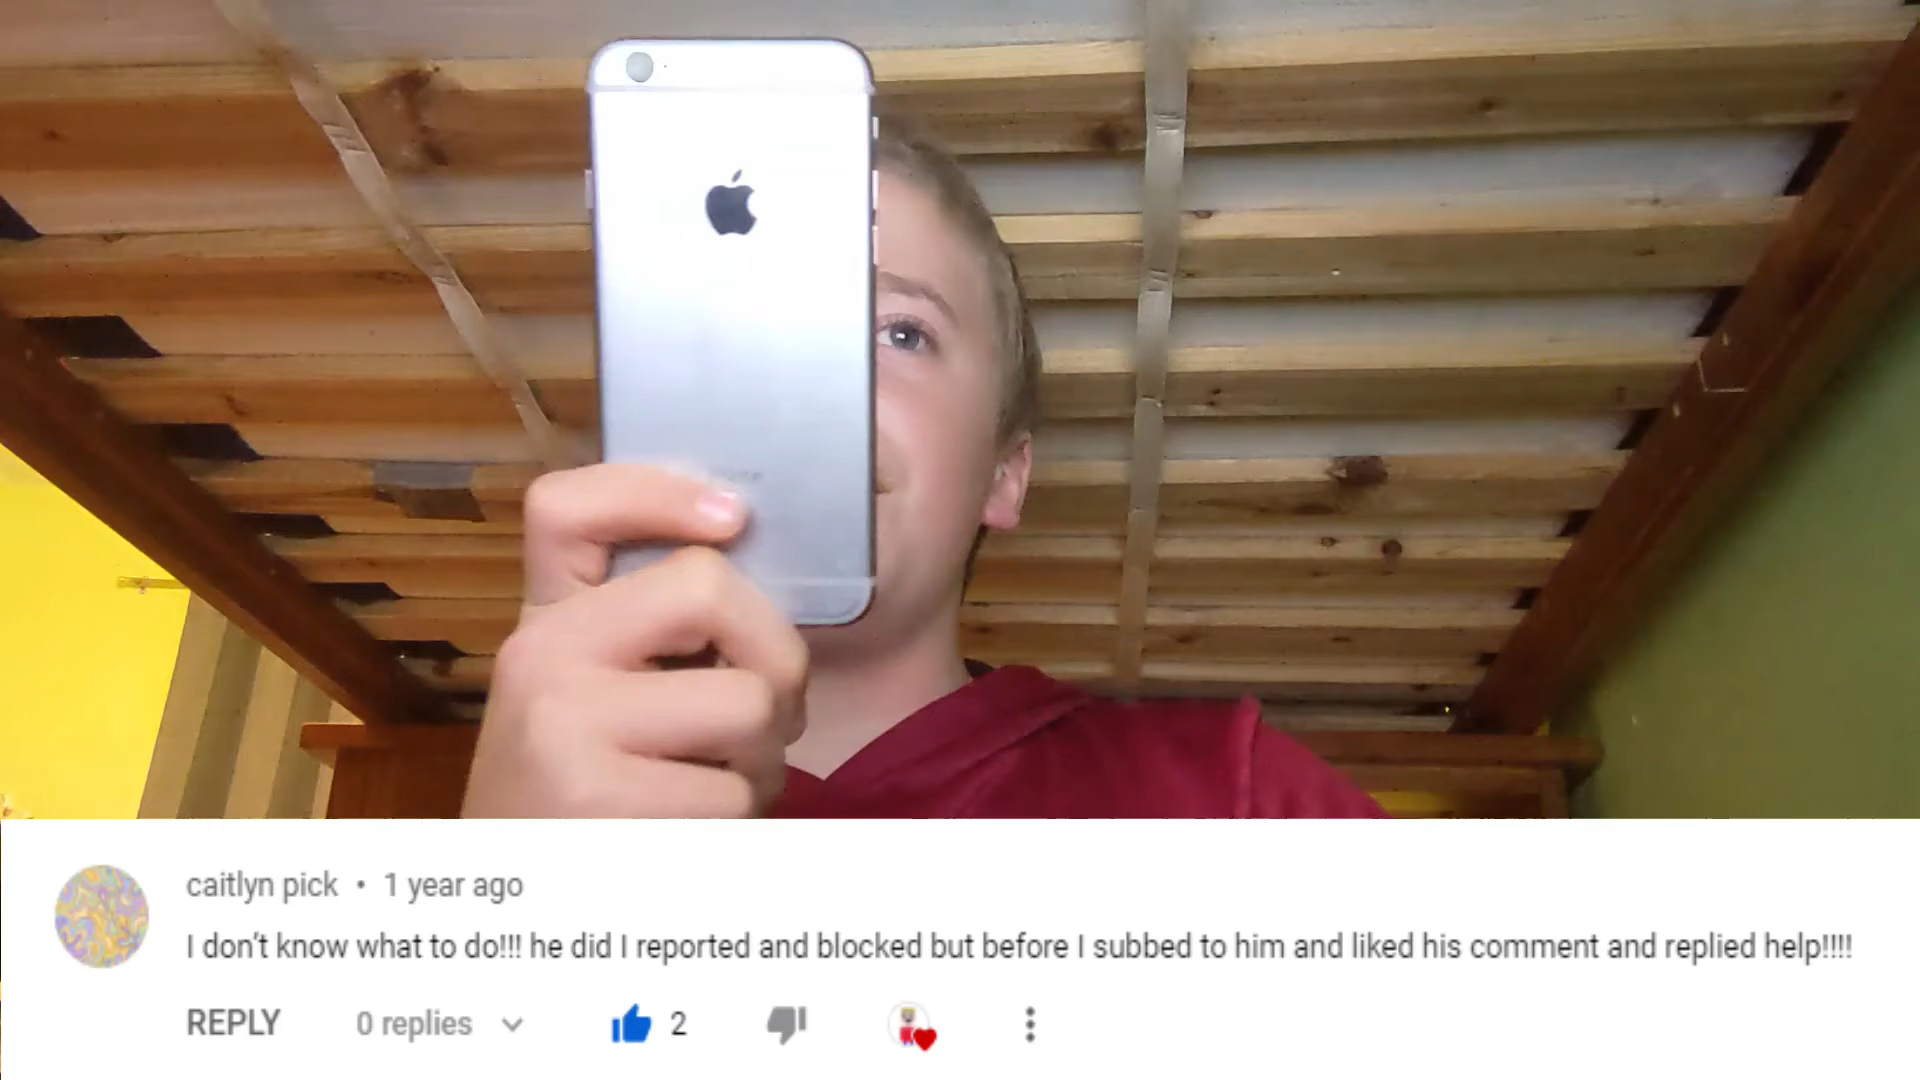 caitlyn pick • 1 year ago
I don't know what to do!!! he did I reported and blocked but before I subbed to him and liked his comment and replied help!!!!
REPLY 0 replies 2